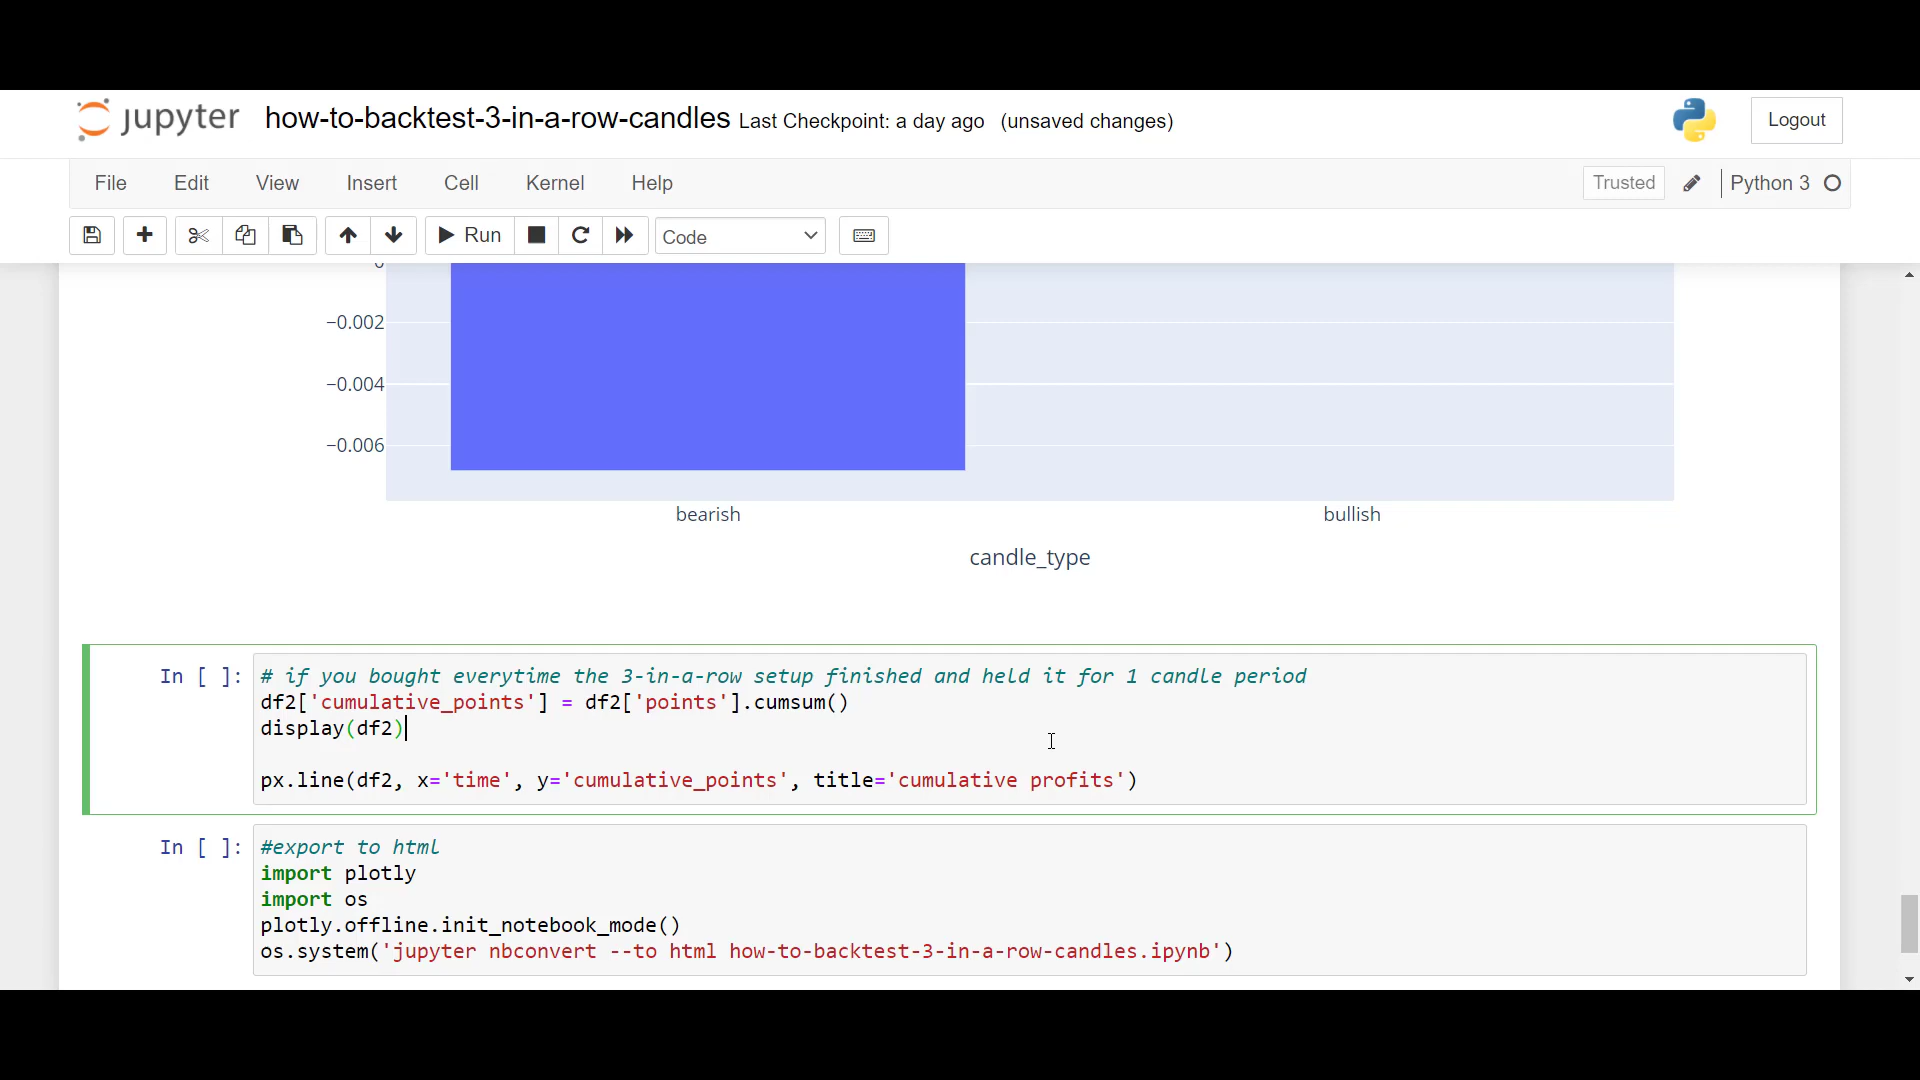 jupyter how-to-backtest-3-in-a-row-candles Last Checkpoint: a day ago (unsaved changes) Logout
File Edit View Insert Cell Kernel Help Trusted Python 3
Run Code
0
−0.002
−0.004
−0.006
bearish bullish
candle_type
In [ ]: # if you bought everytime the 3-in-a-row setup finished and held it for 1 candle period
df2['cumulative_points'] = df2['points'].cumsum()
display(df2)
px.line(df2, x='time', y='cumulative_points', title='cumulative profits')
In [ ]: #export to html
import plotly
import os
plotly.offline.init_notebook_mode()
os.system('jupyter nbconvert --to html how-to-backtest-3-in-a-row-candles.ipynb')